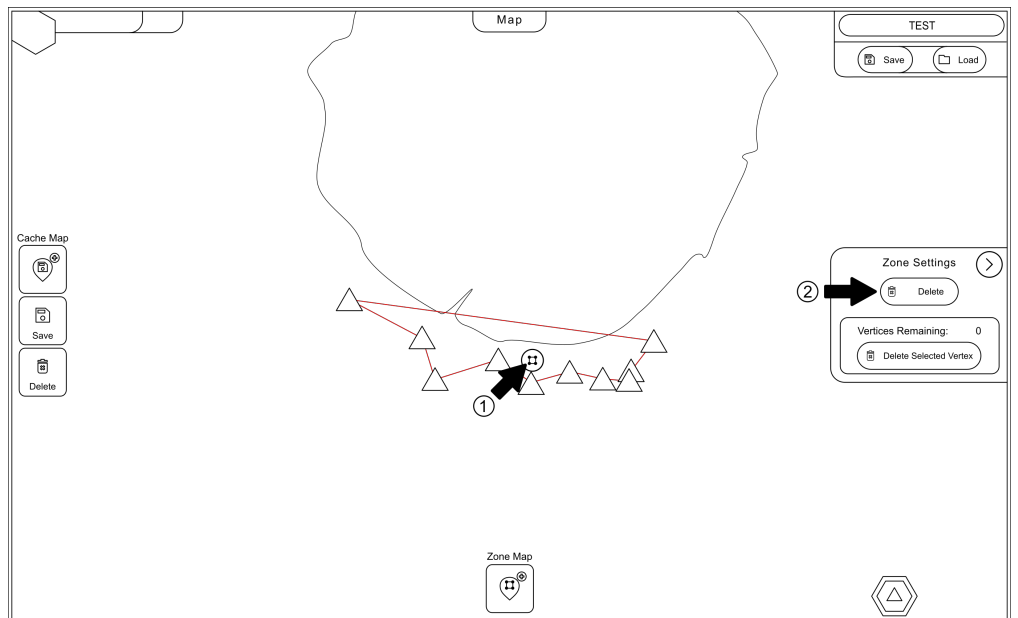 Map
TEST
Save
Load
Cache Map
Save
Delete
Zone Settings
②
Delete
Vertices Remaining: 0
Delete Selected Vertex
①
Zone Map